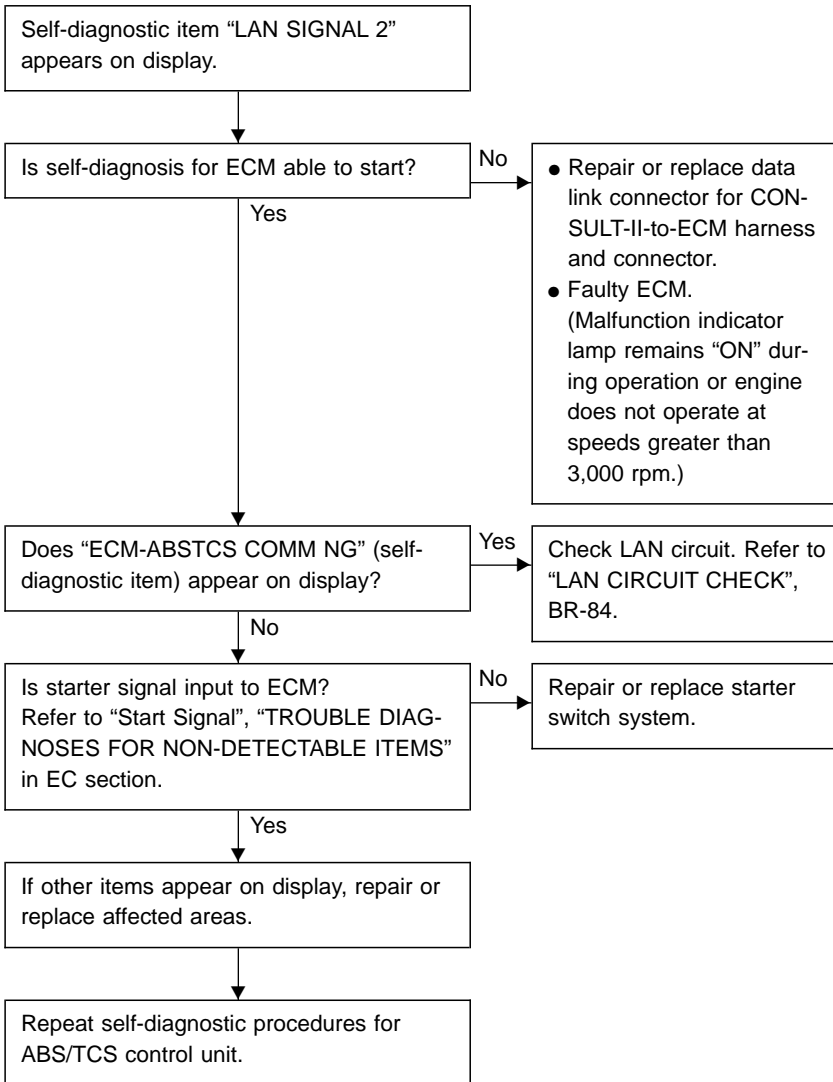 Self-diagnostic item “LAN SIGNAL 2”
appears on display.
Is self-diagnosis for ECM able to start?
No
● Repair or replace data
link connector for CON-
SULT-II-to-ECM harness
and connector.
● Faulty ECM.
(Malfunction indicator
lamp remains “ON” dur-
ing operation or engine
does not operate at
speeds greater than
3,000 rpm.)
Yes
Does “ECM-ABSTCS COMM NG” (self-
diagnostic item) appear on display?
Yes
Check LAN circuit. Refer to
“LAN CIRCUIT CHECK”,
BR-84.
No
Is starter signal input to ECM?
Refer to “Start Signal”, “TROUBLE DIAG-
NOSES FOR NON-DETECTABLE ITEMS”
in EC section.
No
Repair or replace starter
switch system.
Yes
If other items appear on display, repair or
replace affected areas.
Repeat self-diagnostic procedures for
ABS/TCS control unit.